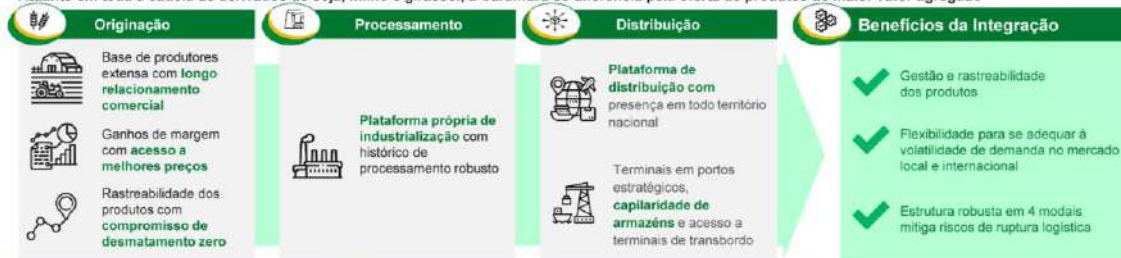 Originação
Base de produtores
extensa com longo
relacionamento
comercial
Ganhos de margem
com acesso a
melhores preços
Rastreabilidade dos
produtos com
compromisso de
desmatamento zero
Processamento
Plataforma própria de
industrialização com
histórico de
processamento robusto
Distribuição
Plataforma de
distribuição com
presença em todo território
nacional
Terminais em portos
estratégicos,
capilaridade de
armazéns e acesso a
terminais de transbordo
Benefícios da Integração
Gestão e rastreabilidade
dos produtos
Flexibilidade para se adequar à
volatilidade de demanda no mercado
local e internacional
Estrutura robusta em 4 modais
mitiga riscos de ruptura logística